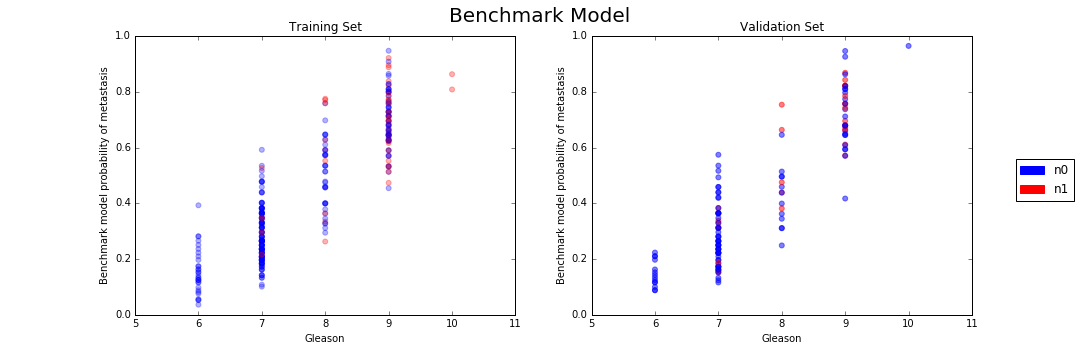 Benchmark Model
Training Set
Benchmark model probability of metastasis
1.0
0.8
0.6
0.4
0.2
0.0
5 6 7 8 9 10 11
Gleason
Validation Set
Benchmark model probability of metastasis
1.0
0.8
0.6
0.4
0.2
0.0
5 6 7 8 9 10 11
Gleason
n0
n1